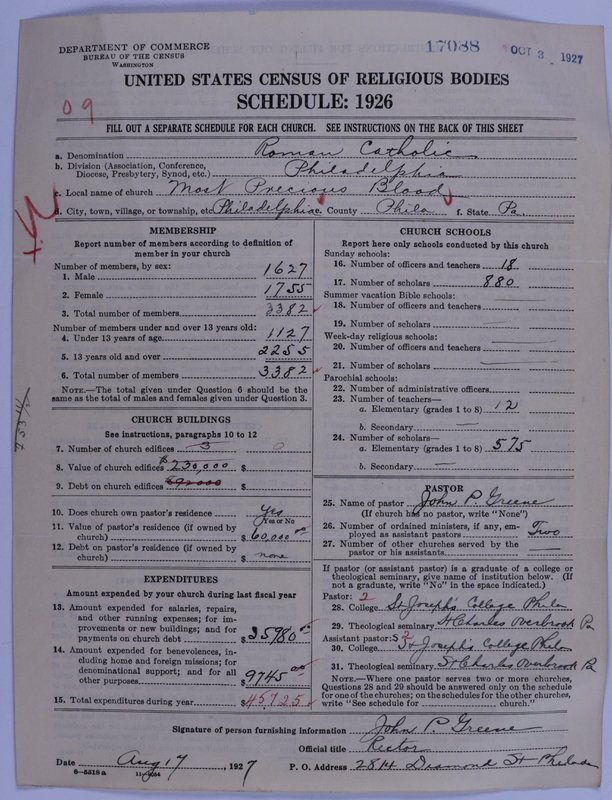 DEPARTMENT OF COMMERCE
BUREAU OF THE CENSUS
WASHINGTON
17088
OCT 3 1927
UNITED STATES CENSUS OF RELIGIOUS BODIES
SCHEDULE: 1926
09
FILL OUT A SEPARATE SCHEDULE FOR EACH CHURCH. SEE INSTRUCTIONS ON THE BACK OF THIS SHEET
a. Denomination Roman Catholic
b. Division (Association, Conference, Diocese, Presbytery, Synod, etc.) Philadelphia
c. Local name of church Most Precious Blood
d. City, town, village, or township, etc. Philadelphia e. County Phila f. State Pa.
MEMBERSHIP
Report number of members according to definition of
member in your church
Number of members, by sex:
1. Male 1627
2. Female 1755
3. Total number of members 3382
Number of members under and over 13 years old:
4. Under 13 years of age 1127
5. 13 years old and over 2255
6. Total number of members 3382
NOTE.—The total given under Question 6 should be
same as the total of males and females given under Question 3.
CHURCH BUILDINGS
See instructions, paragraphs 10 to 12
7. Number of church edifices 3 0
8. Value of church edifices $230,000 $
9. Debt on church edifices $
10. Does church own pastor's residence yes
Yes or No
11. Value of pastor's residence (if owned by
church) $60,000 00
12. Debt on pastor's residence (if owned by
church) $ none
EXPENDITURES
Amount expended by church during last fiscal year
13. Amount expended for salaries, repairs,
and other running expenses; for im-
provements or new buildings; and for
payments on church debt $35980 00
14. Amount expended for benevolences, in-
cluding home and foreign missions; for
denominational support; and for all
other purposes $9745 00
15. Total expenditures during year $45725
CHURCH SCHOOLS
Report here only schools conducted by this church
Sunday schools:
16. Number of officers and teachers 18
17. Number of scholars 880
Summer vacation Bible schools:
18. Number of officers and teachers
19. Number of scholars —
Week-day religious schools:
20. Number of officers and teachers —
21. Number of scholars —
Parochial schools:
22. Number of administrative officers
23. Number of teachers—
a. Elementary (grades 1 to 8) 12
b. Secondary —
24. Number of scholars—
a. Elementary (grades 1 to 8) 575
b. Secondary —
PASTOR
25. Name of pastor John P. Greene
(If church has no pastor, write "None")
26. Number of ordained ministers, if any, em-
ployed as assistant pastors Two
27. Number of other churches served by the
pastor or his assistants —
If pastor (or assistant pastor) is a graduate of a college or
theological seminary, give name of institution below. (If
not a graduate, write "No" in the space indicated.)
Pastor: 2
28. College St Joseph's College Phila
29. Theological seminary St Charles Overbrook Pa
Assistant pastor:S 2
30. College St Joseph's College Phila
31. Theological seminary St Charles Overbrook Pa
NOTE.—Where one pastor serves two or more churches,
Questions 28 and 29 should be answered only on the schedule
for one of the churches; on the schedules for the other churches,
write "See schedule for church."
Signature of person furnishing information John P. Greene
Official title Rector
Date Aug 17, 1927 P. O. Address 2814 Diamond St Philada
8—5518a